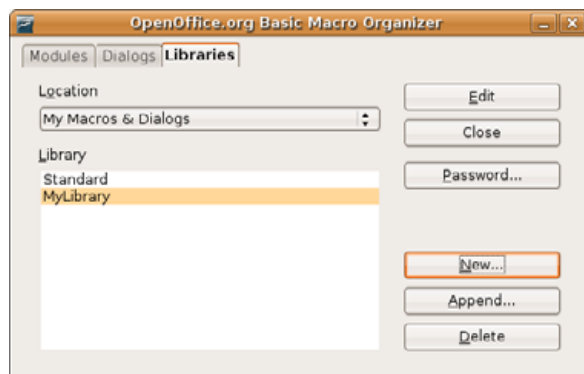 OpenOffice.org Basic Macro Organizer
Modules Dialogs Libraries
Location
My Macros & Dialogs
Library
Standard
MyLibrary
Edit
Close
Password...
New...
Append...
Delete